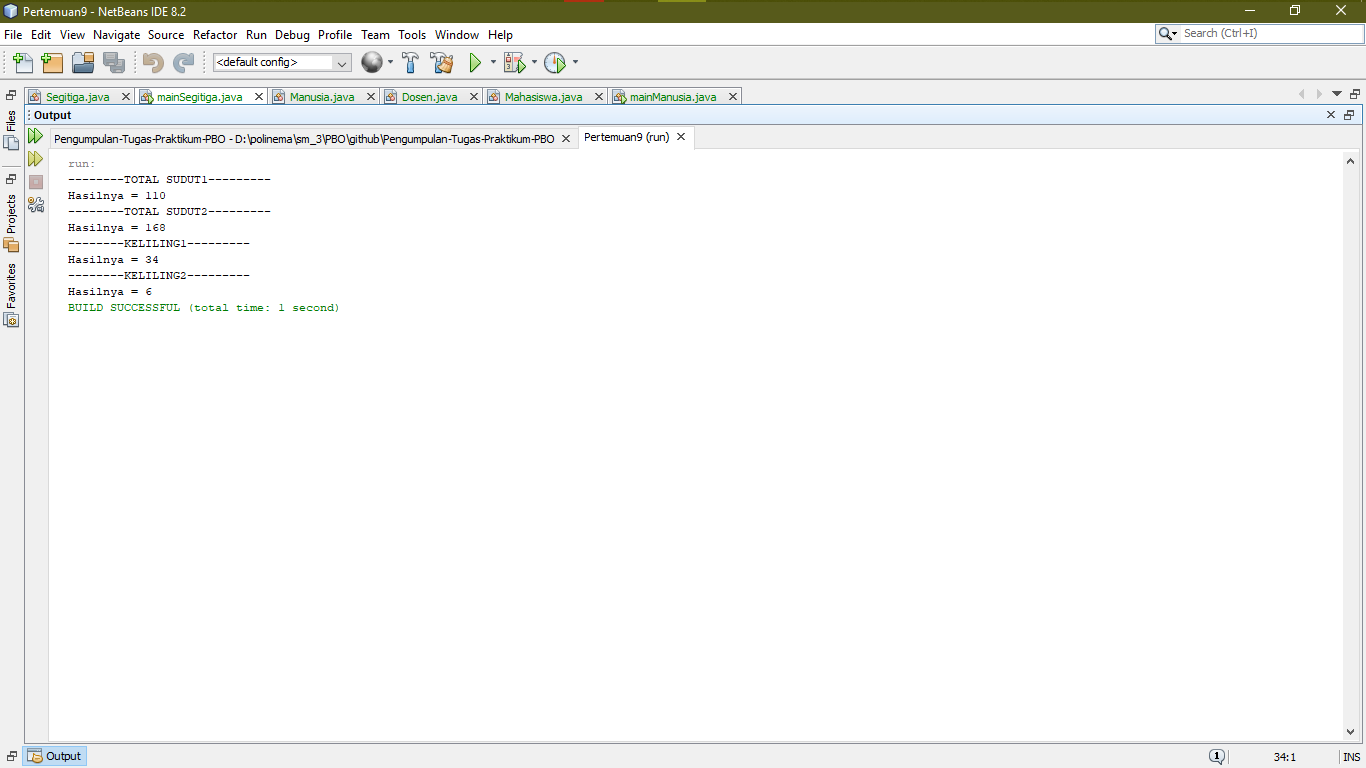 Pertemuan9 - NetBeans IDE 8.2
File Edit View Navigate Source Refactor Run Debug Profile Team Tools Window Help
Search (Ctrl+I)
<default config>
Segitiga.java mainSegitiga.java Manusia.java Dosen.java Mahasiswa.java mainManusia.java
Files
Projects
Favorites
Output
Pengumpulan-Tugas-Praktikum-PBO - D:\polinema\sm_3\PBO\github\Pengumpulan-Tugas-Praktikum-PBO Pertemuan9 (run)
run:
--------TOTAL SUDUT1---------
Hasilnya = 110
--------TOTAL SUDUT2---------
Hasilnya = 168
--------KELILING1---------
Hasilnya = 34
--------KELILING2---------
Hasilnya = 6
BUILD SUCCESSFUL (total time: 1 second)
Output
1 34:1 INS